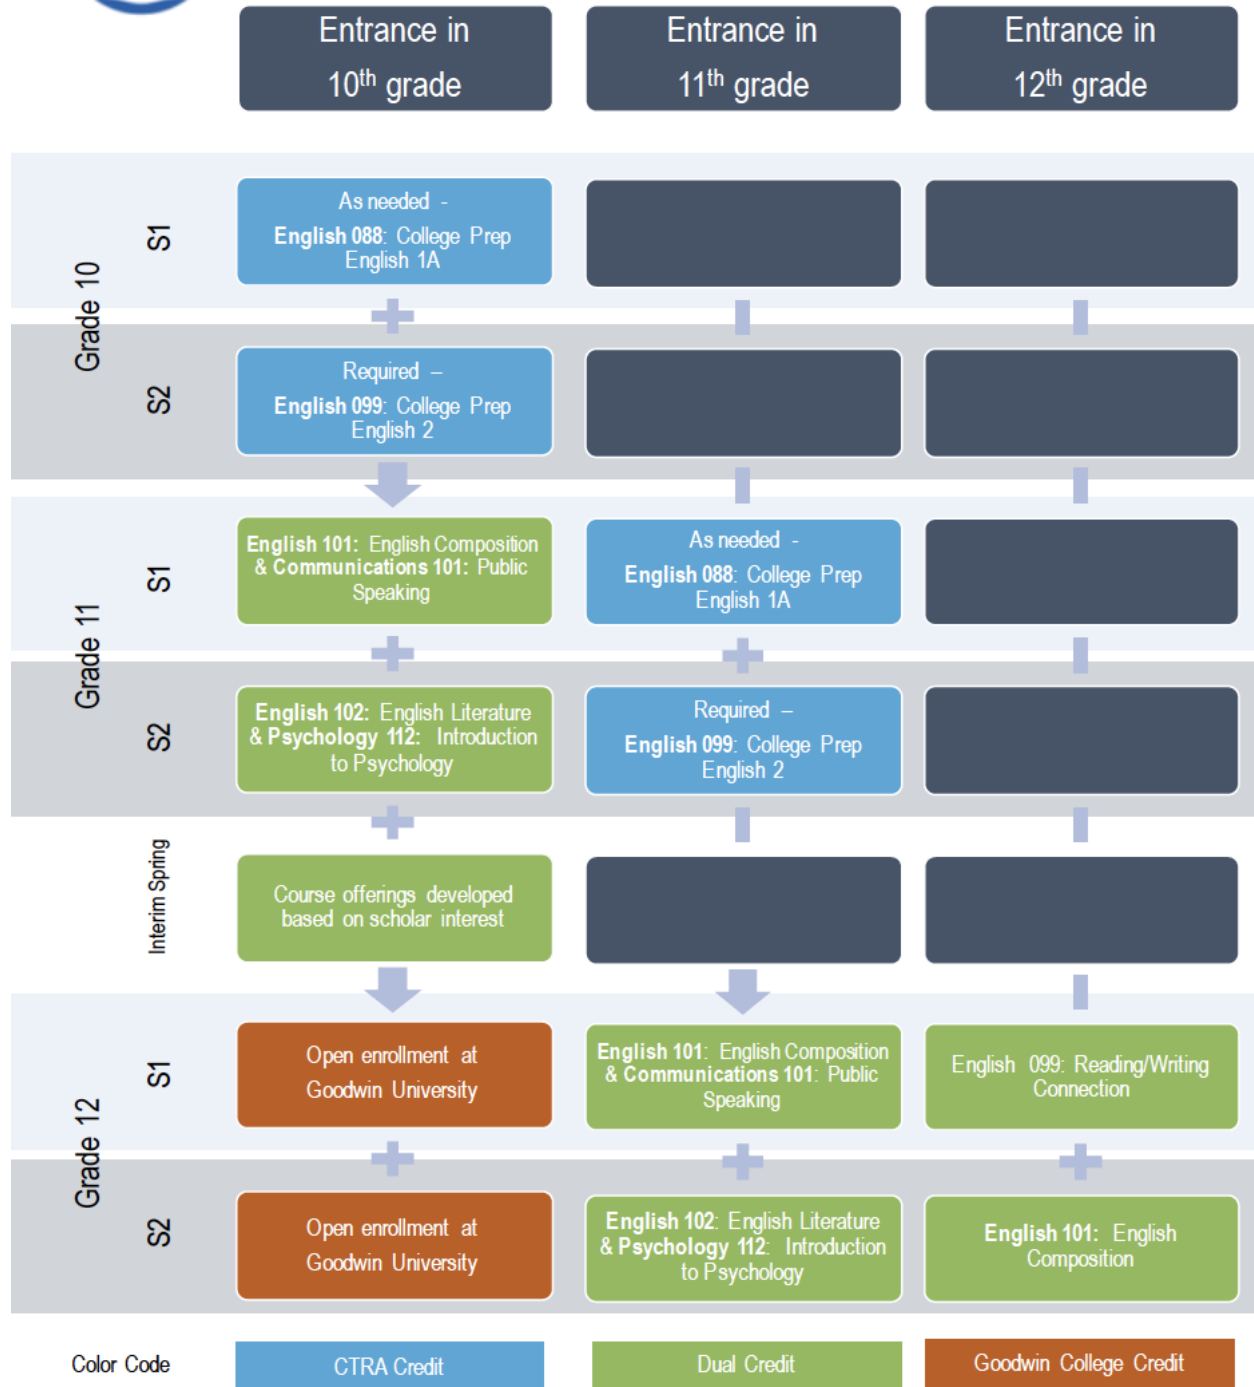 Entrance in
10th grade
Entrance in
11th grade
Entrance in
12th grade
Grade 10
S1
As needed -
English 088: College Prep
English 1A
S2
Required –
English 099: College Prep
English 2
Grade 11
S1
English 101: English Composition
& Communications 101: Public
Speaking
As needed -
English 088: College Prep
English 1A
S2
English 102: English Literature
& Psychology 112: Introduction
to Psychology
Required –
English 099: College Prep
English 2
Interim Spring
Course offerings developed
based on scholar interest
Grade 12
S1
Open enrollment at
Goodwin University
English 101: English Composition
& Communications 101: Public
Speaking
English 099: Reading/Writing
Connection
S2
Open enrollment at
Goodwin University
English 102: English Literature
& Psychology 112: Introduction
to Psychology
English 101: English
Composition
Color Code
CTRA Credit
Dual Credit
Goodwin College Credit